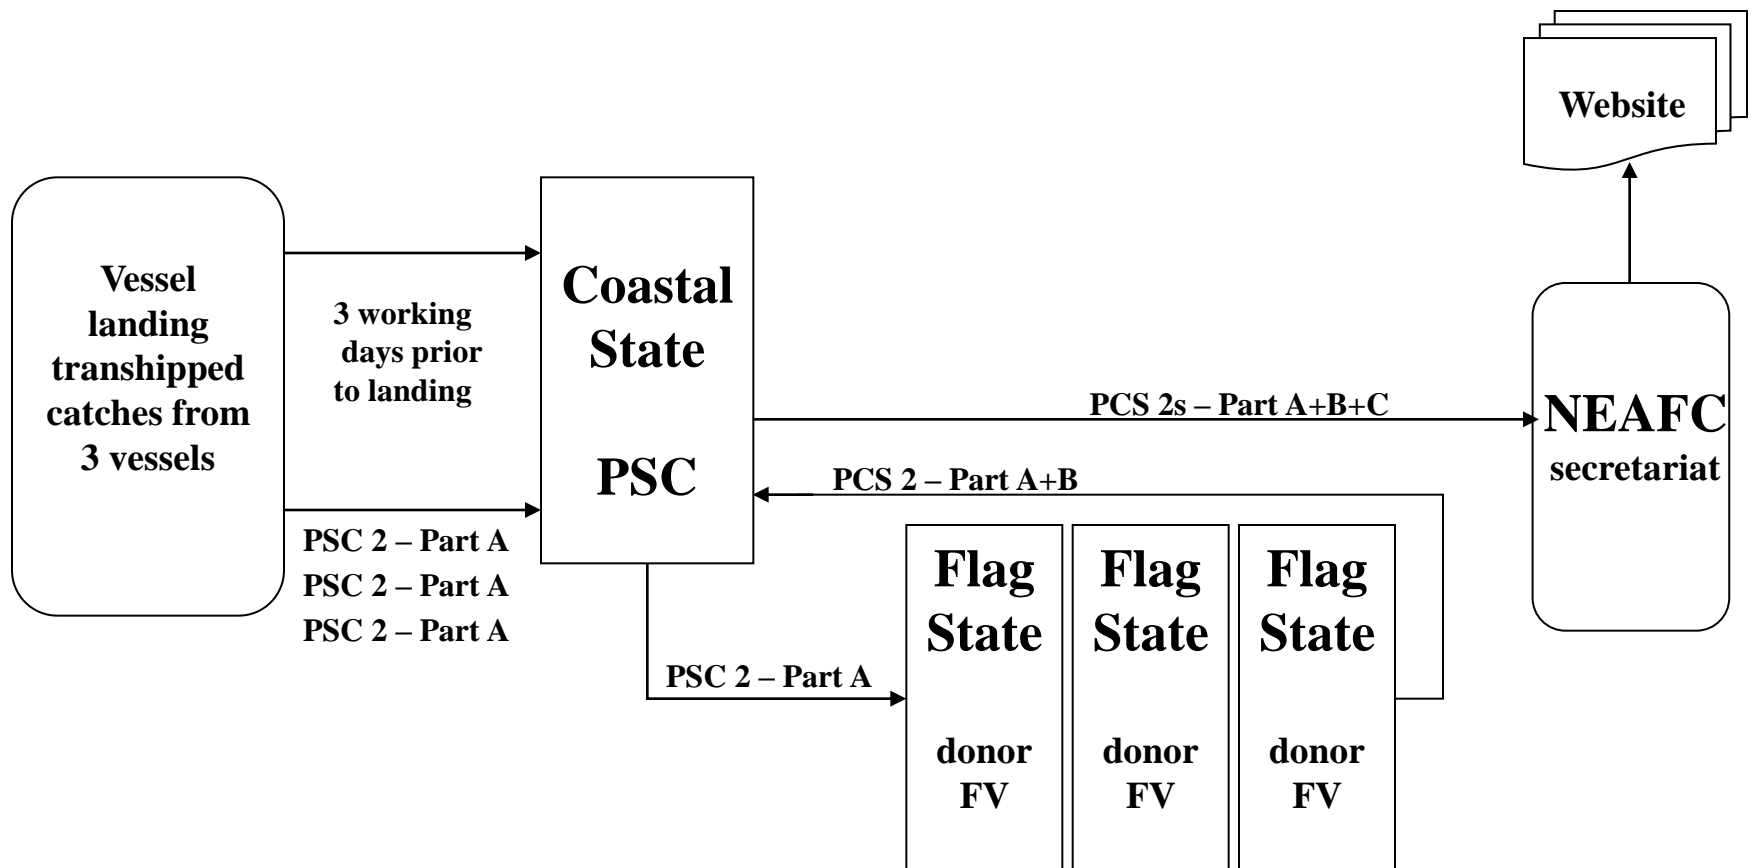 Website
Vessel
landing
transhipped
catches from
3 vessels
3 working
days prior
to landing
PSC 2 – Part A
PSC 2 – Part A
PSC 2 – Part A
Coastal
State
PSC
PCS 2s – Part A+B+C
PCS 2 – Part A+B
PSC 2 – Part A
Flag
State
donor
FV
Flag
State
donor
FV
Flag
State
donor
FV
NEAFC
secretariat